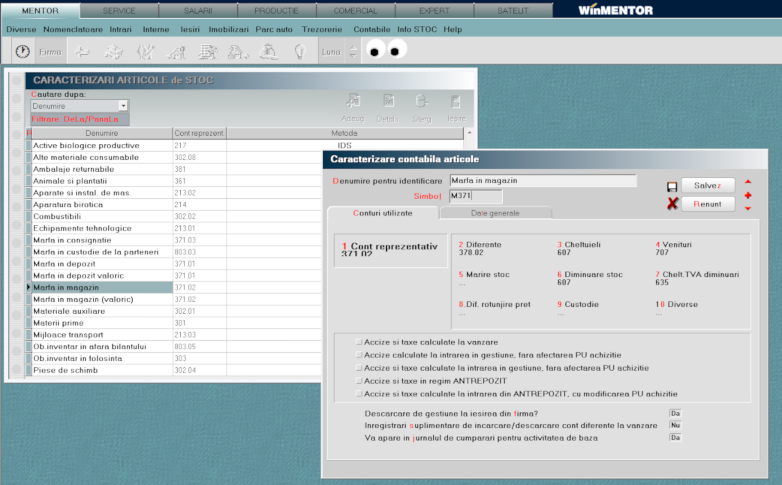 MENTOR SERVICE SALARII PRODUCTIE COMERCIAL EXPERT SATELIT WinMENTOR
Diverse Nomenclatoare Intrari Interne Iesiri Imobilizari Parc auto Trezorerie Contabile Info STOC Help
Firma Luna
CARACTERIZARI ARTICOLE de STOC
Cautare dupa:
Denumire
Filtrare: DeLa/PanaLa
Adaug Detalii Sterg Iesire
Denumire Cont reprezent. Metoda
Active biologice productive 217 IDS
Alte materiale consumabile 302.08
Ambalaje returnabile 381
Animale si plantatii 361
Aparate si instal. de mas. 213.02
Aparatura birotica 214
Combustibili 302.02
Echipamente tehnologice 213.01
Marfa in consignatie 371.03
Marfa in custodie de la parteneri 803.03
Marfa in depozit 371.01
Marfa in depozit valoric 371.01
Marfa in magazin 371.02
Marfa in magazin (valoric) 371.02
Materiale auxiliare 302.01
Materii prime 301
Mijloace transport 213.03
Ob.inventar in afara bilantului 803.05
Ob.inventar in folosinta 303
Piese de schimb 302.04
Caracterizare contabila articole
Denumire pentru identificare Marfa in magazin
Simbol M371
Salvez
Renunt
Conturi utilizate Date generale
1 Cont reprezentativ
371.02
2 Diferente 3 Cheltuieli 4 Venituri
378.02 607 707
5 Marire stoc 6 Diminuare stoc 7 Chelt.TVA diminuari
... 607 635
8.Dif. rotunjire pret 9 Custodie 10 Diverse
... ... ...
Accize si taxe calculate la vanzare
Accize calculate la intrarea in gestiune, fara afectarea PU achizitie
Accize si taxe calculate la intrarea in gestiune, fara afectarea PU achizitie
Accize si taxe in regim ANTREPOZIT
Accize si taxe calculate la intrarea din ANTREPOZIT, cu modificarea PU achizitie
Descarcare de gestiune la iesirea din firma? Da
Inregistrari suplimentare de incarcare/descarcare cont diferente la vanzare Nu
Va apare in jurnalul de cumparari pentru activitatea de baza Da